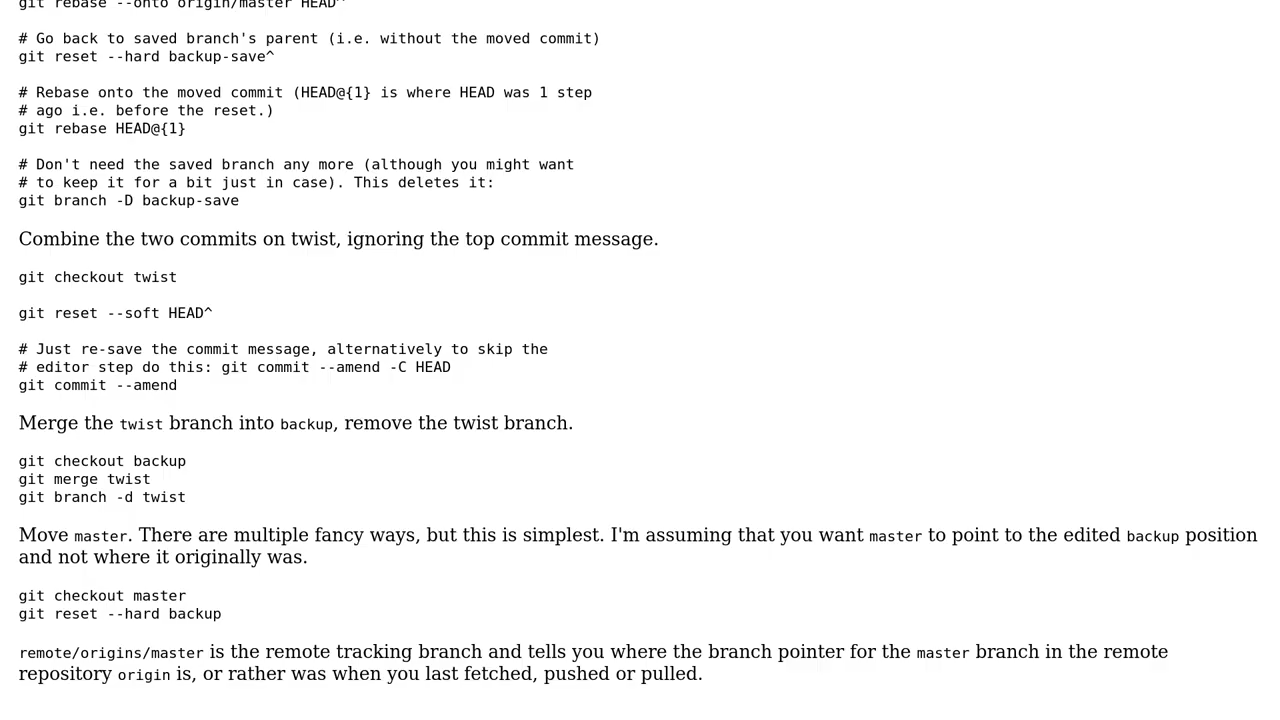 git rebase --onto origin/master HEAD^
# Go back to saved branch's parent (i.e. without the moved commit)
git reset --hard backup-save^
# Rebase onto the moved commit (HEAD@{1} is where HEAD was 1 step
# ago i.e. before the reset.)
git rebase HEAD@{1}
# Don't need the saved branch any more (although you might want
# to keep it for a bit just in case). This deletes it:
git branch -D backup-save
Combine the two commits on twist, ignoring the top commit message.
git checkout twist
git reset --soft HEAD^
# Just re-save the commit message, alternatively to skip the
# editor step do this: git commit --amend -C HEAD
git commit --amend
Merge the twist branch into backup, remove the twist branch.
git checkout backup
git merge twist
git branch -d twist
Move master. There are multiple fancy ways, but this is simplest. I'm assuming that you want master to point to the edited backup position
and not where it originally was.
git checkout master
git reset --hard backup
remote/origins/master is the remote tracking branch and tells you where the branch pointer for the master branch in the remote
repository origin is, or rather was when you last fetched, pushed or pulled.